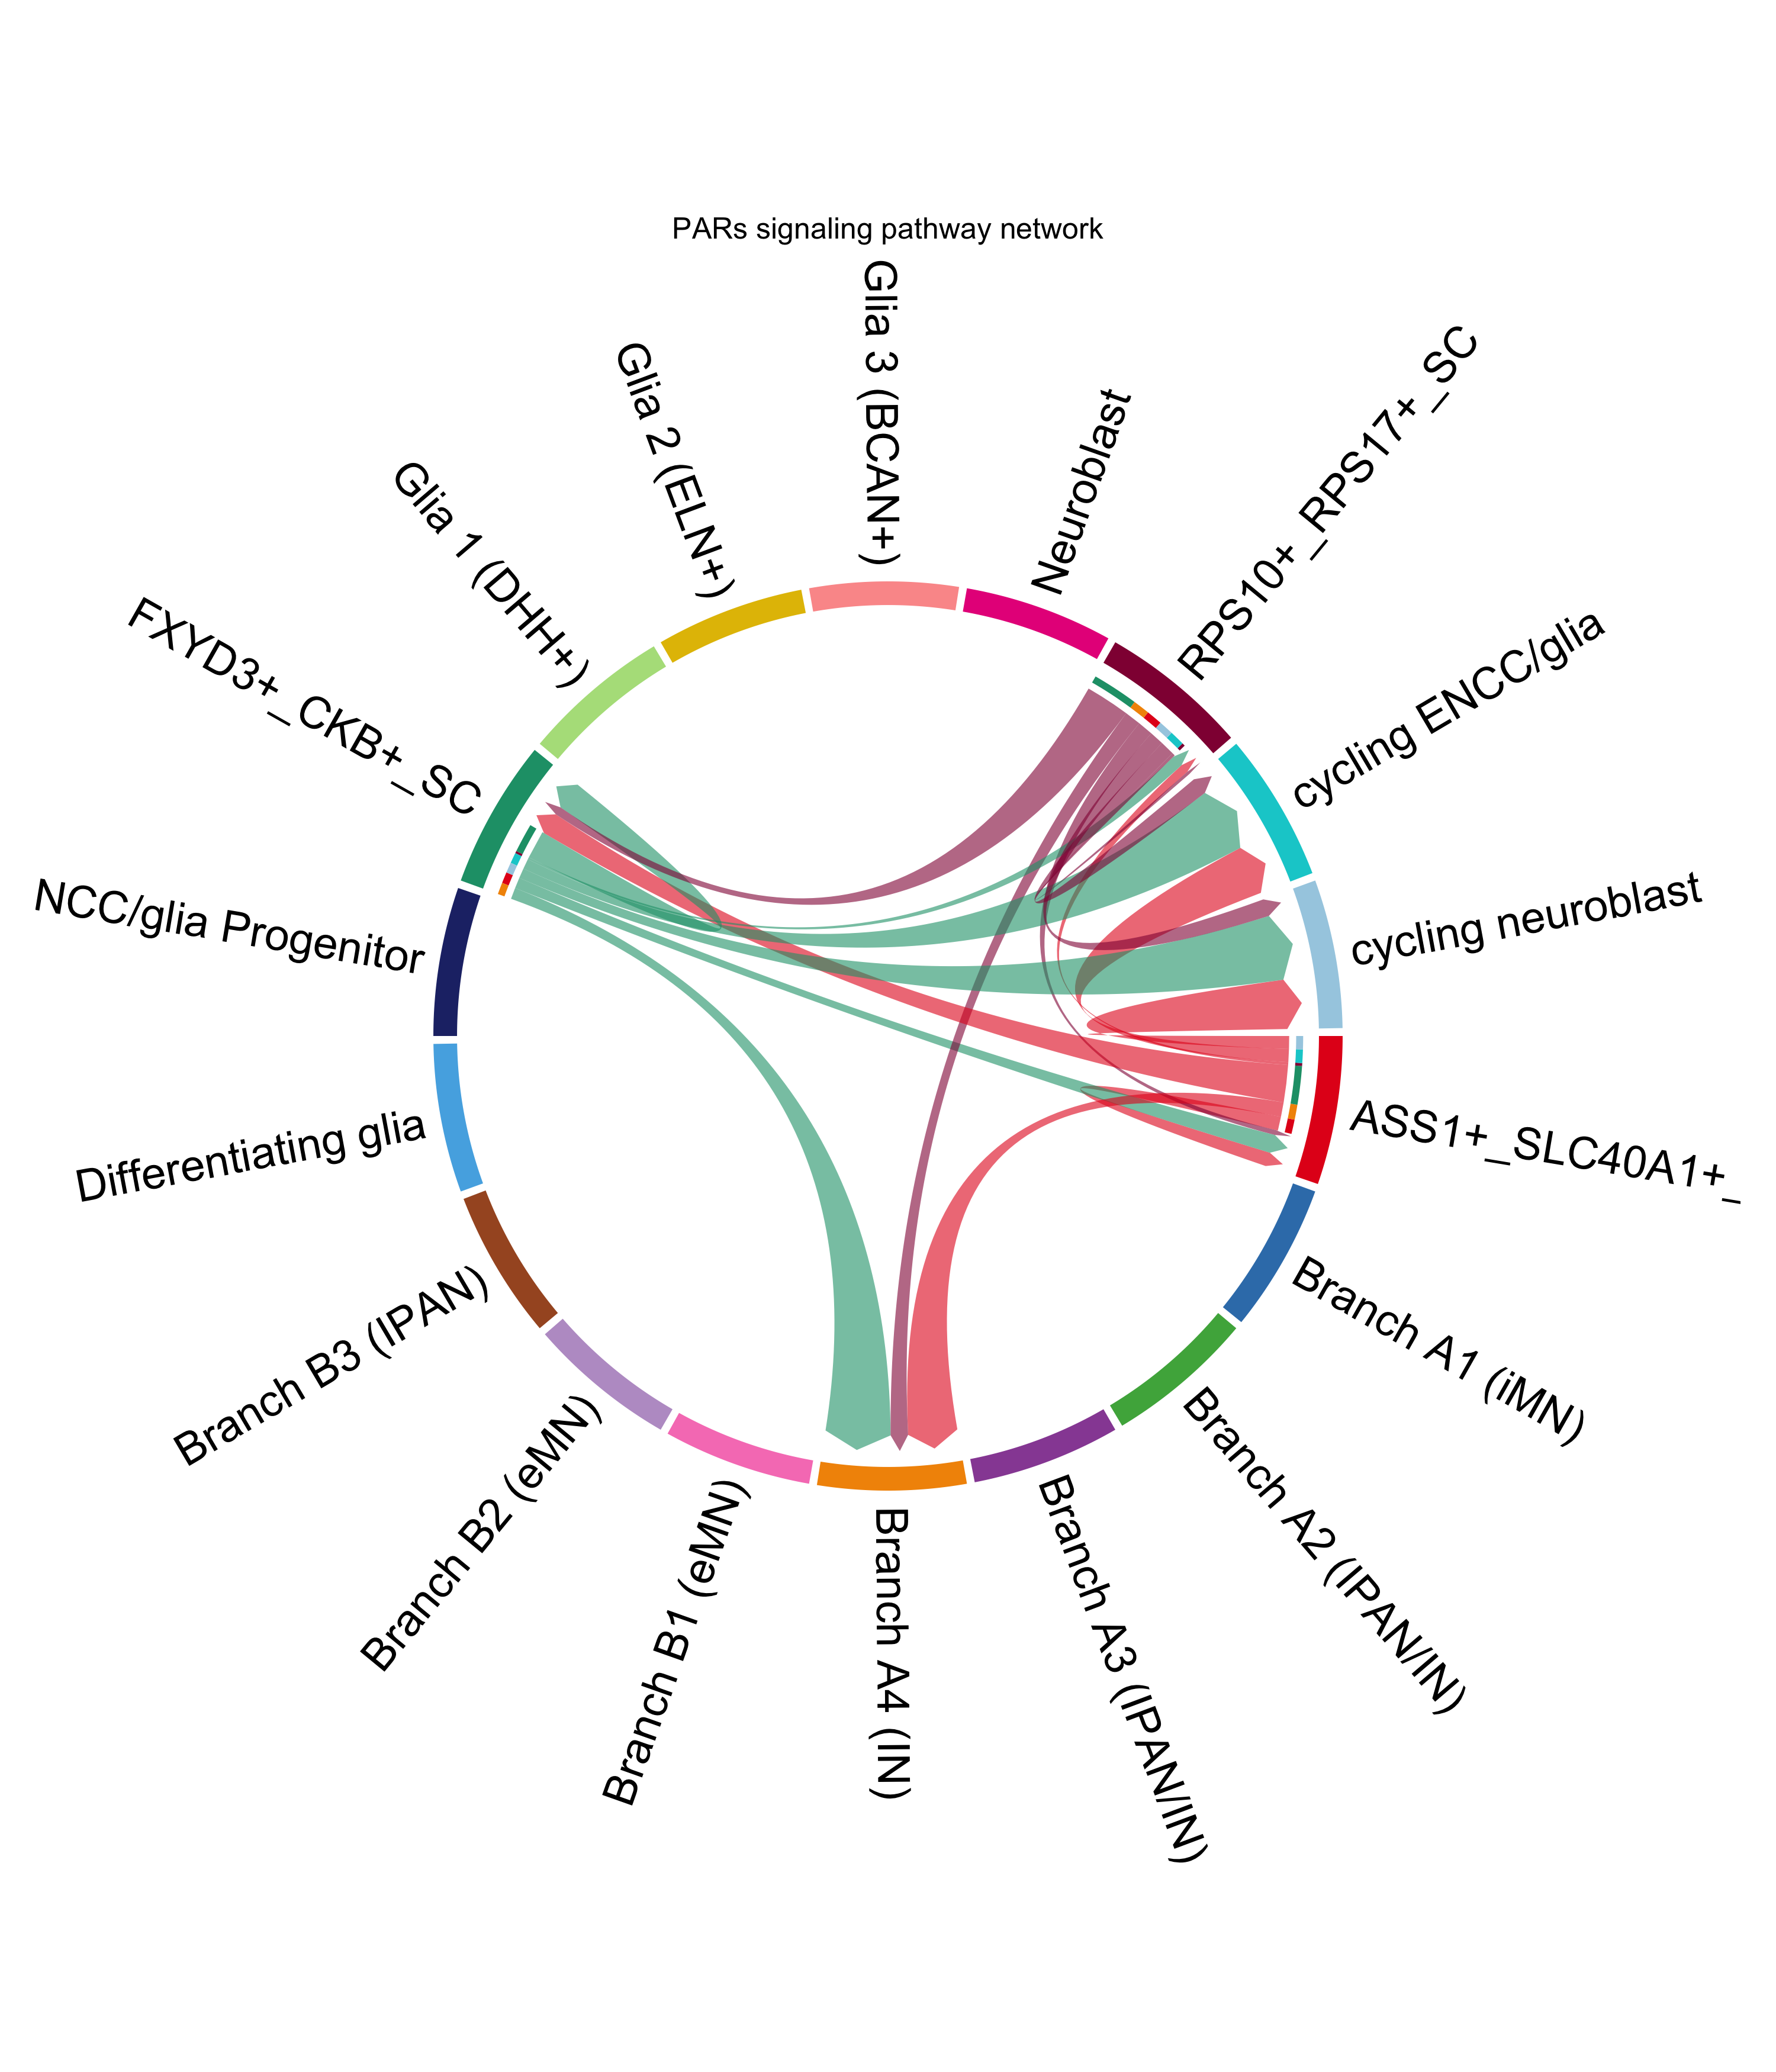 PARs signaling pathway network
Glia 3 (BCAN+)
Neuroblast
RPS10+_RPS17+_SC
cycling ENCC/glia
cycling neuroblast
ASS1+_SLC40A1+_
Branch A1 (iMN)
Branch A2 (IPAN/IN)
Branch A3 (IPAN/IN)
Branch A4 (IN)
Branch B1 (eMN)
Branch B2 (eMN)
Branch B3 (IPAN)
Differentiating glia
NCC/glia Progenitor
FXYD3+_CKB+_SC
Glia 1 (DHH+)
Glia 2 (ELN+)